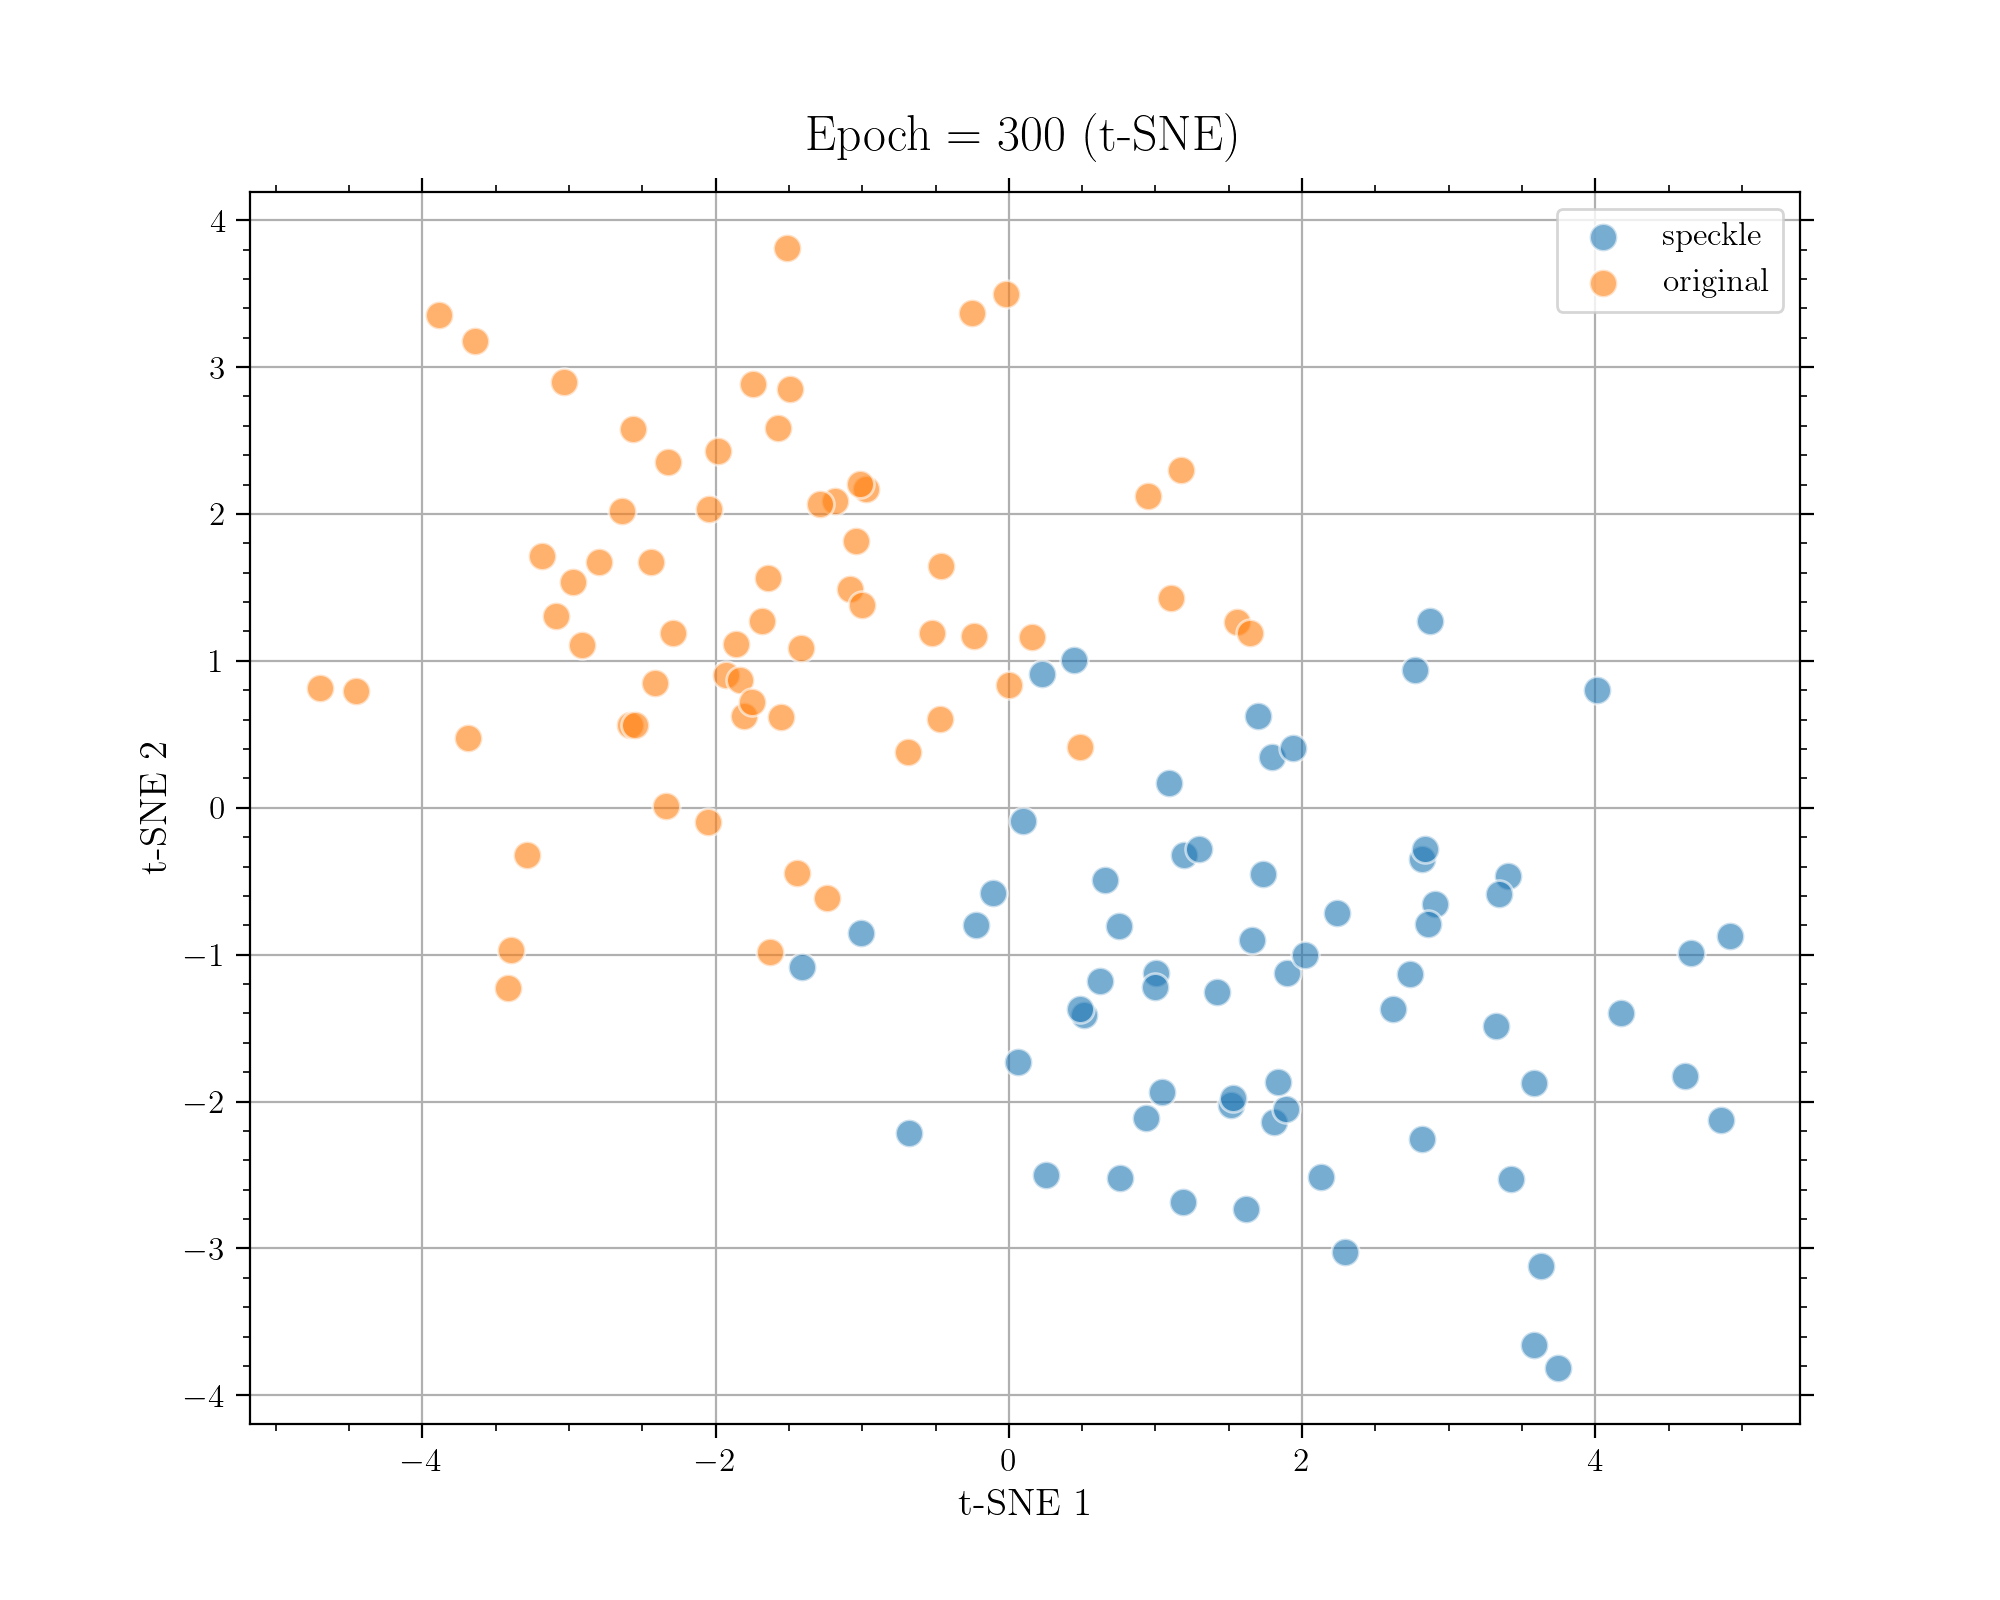 Epoch = 300 (t-SNE)
speckle
original
4
3
2
1
0
−1
−2
−3
−4
t-SNE 2
−4 −2 0 2 4
t-SNE 1